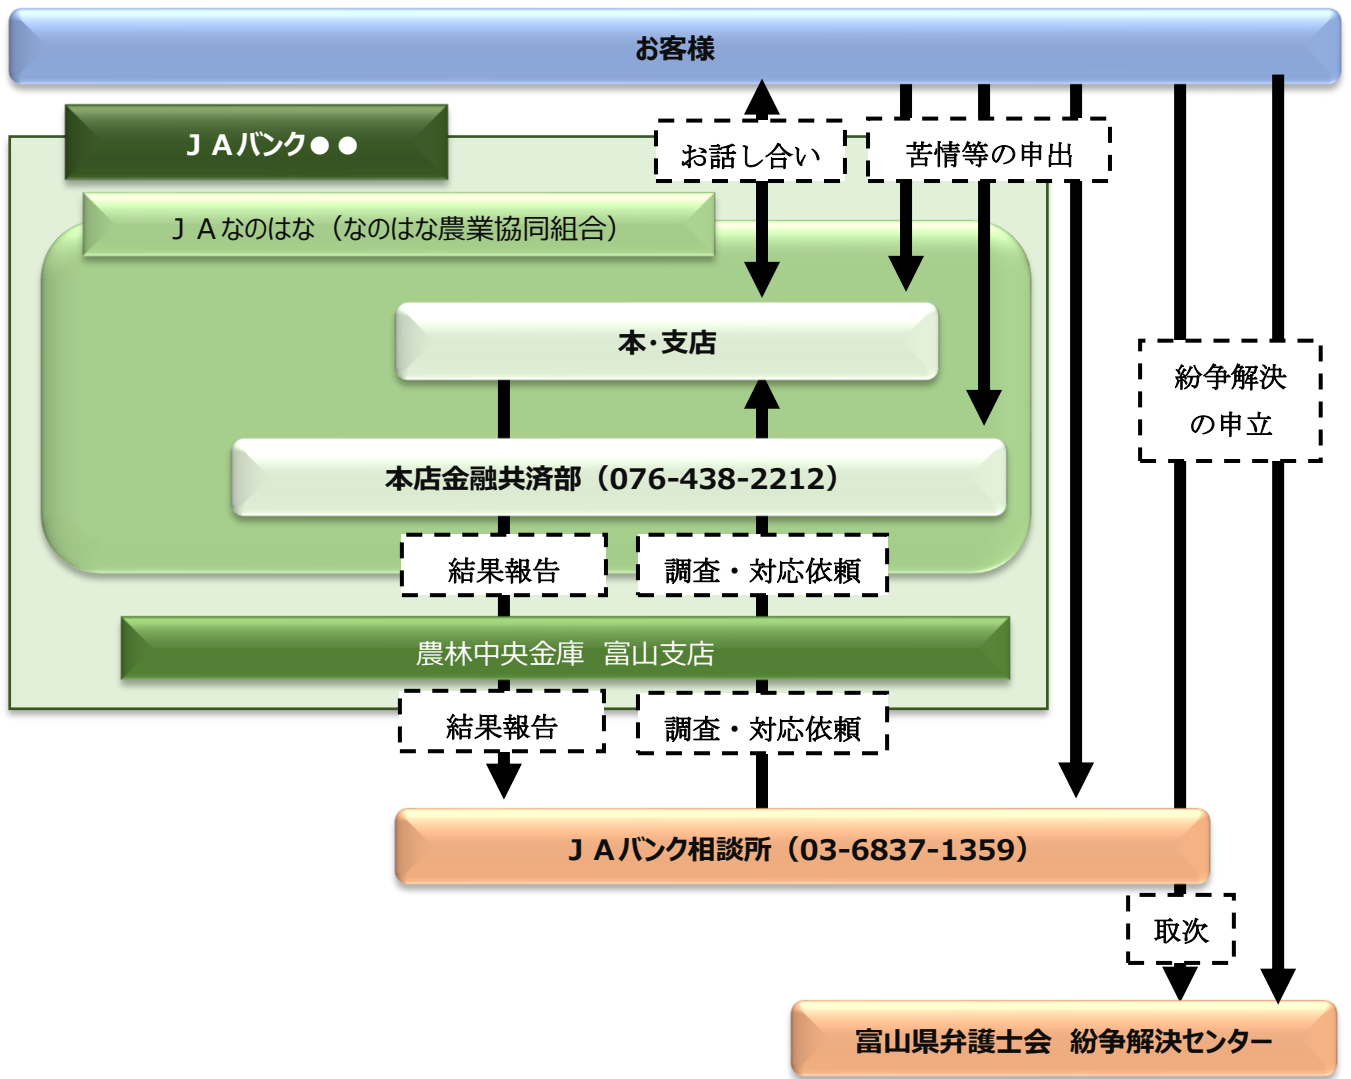 お客様
ＪＡバンク●●
お話し合い
苦情等の申出
ＪＡなのはな（なのはな農業協同組合）
本・支店
紛争解決
の申立
本店金融共済部（076-438-2212）
結果報告
調査・対応依頼
農林中央金庫　富山支店
結果報告
調査・対応依頼
ＪＡバンク相談所（03-6837-1359）
取次
富山県弁護士会　紛争解決センター